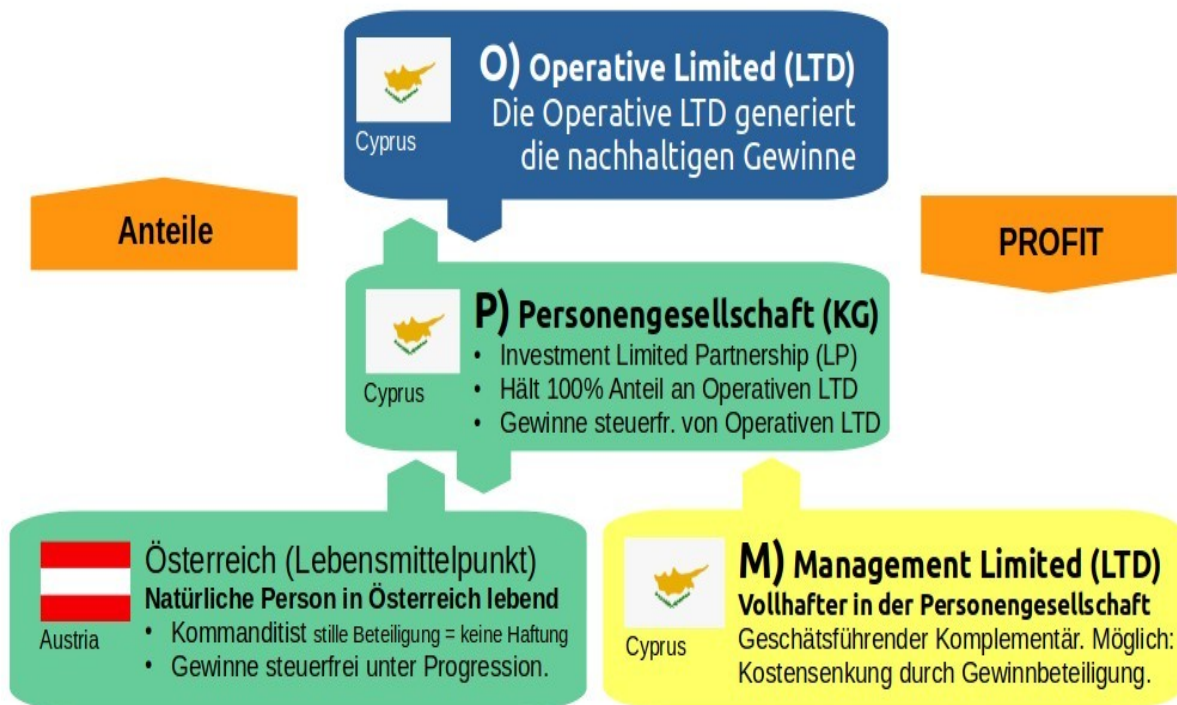 O) Operative Limited (LTD)
Die Operative LTD generiert
die nachhaltigen Gewinne
Cyprus
Anteile
PROFIT
P) Personengesellschaft (KG)
• Investment Limited Partnership (LP)
• Hält 100% Anteil an Operativen LTD
• Gewinne steuerfr. von Operativen LTD
Cyprus
Österreich (Lebensmittelpunkt)
Natürliche Person in Österreich lebend
• Kommanditist stille Beteiligung = keine Haftung
• Gewinne steuerfrei unter Progression.
Austria
M) Management Limited (LTD)
Vollhafter in der Personengesellschaft
Geschätsführender Komplementär. Möglich:
Kostensenkung durch Gewinnbeteiligung.
Cyprus